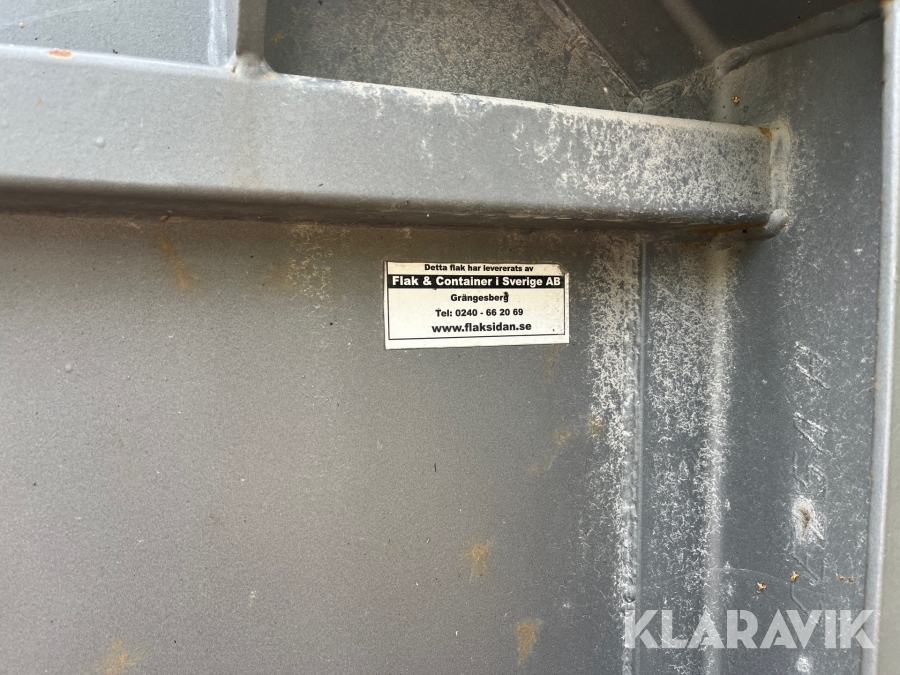 Detta flak har levererats av
Flak & Container i Sverige AB
Grängesberg
Tel: 0240 - 66 20 69
www.flaksidan.se
KLARAVIK